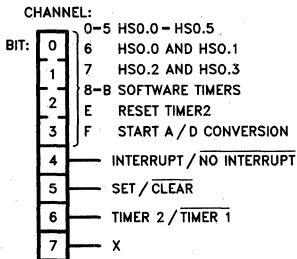 CHANNEL:
0-5 HSO.0 - HSO.5
BIT: 0 6 HSO.0 AND HSO.1
1 7 HSO.2 AND HSO.3
2 8-B SOFTWARE TIMERS
E RESET TIMER2
3 F START A / D CONVERSION
4 INTERRUPT / NO INTERRUPT
5 SET / CLEAR
6 TIMER 2 / TIMER 1
7 X